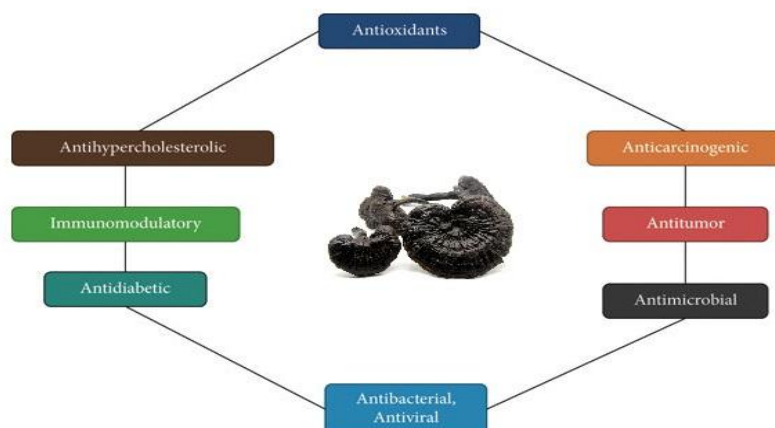 Antioxidants
Antihypercholesterolic
Anticarcinogenic
Immunomodulatory
Antitumor
Antidiabetic
Antimicrobial
Antibacterial,
Antiviral